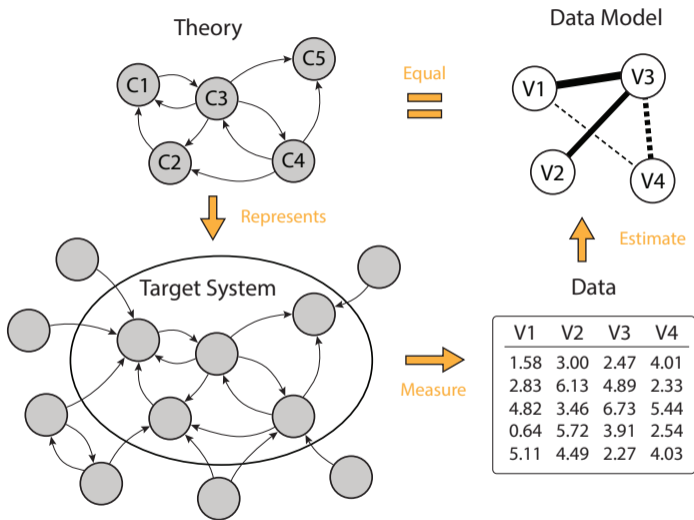 Theory
C1
C3
C5
C2
C4
Equal
Data Model
V1
V3
V2
V4
Represents
Estimate
Target System
Measure
Data
V1 V2 V3 V4
1.58 3.00 2.47 4.01
2.83 6.13 4.89 2.33
4.82 3.46 6.73 5.44
0.64 5.72 3.91 2.54
5.11 4.49 2.27 4.03